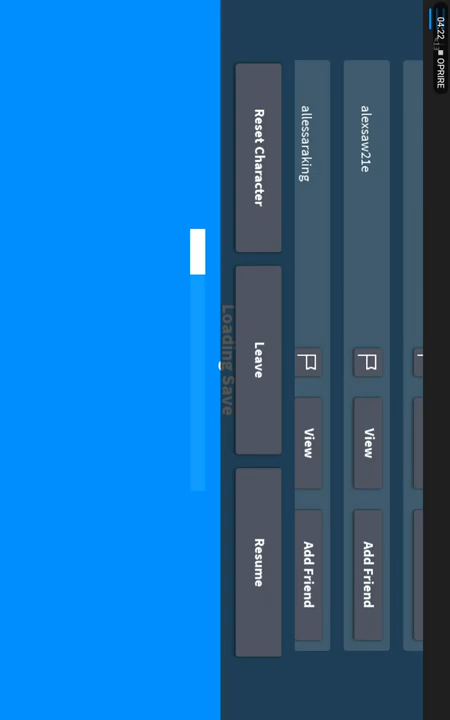 04:22
OPRIRE
alexsaw21e
View
Add Friend
allessaraking
View
Add Friend
Reset Character
Leave
Resume
Loading Save